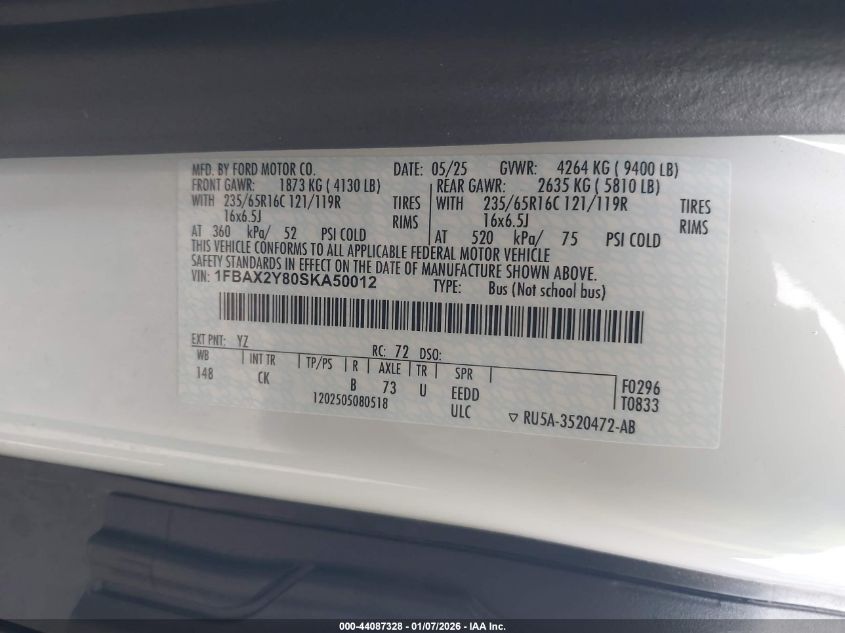 MFD. BY FORD MOTOR CO. DATE: 05/25 GVWR: 4264 KG ( 9400 LB)
FRONT GAWR: 1873 KG ( 4130 LB) REAR GAWR: 2635 KG ( 5810 LB)
WITH 235/65R16C 121/119R TIRES WITH 235/65R16C 121/119R TIRES
16x6.5J RIMS 16x6.5J RIMS
AT 360 kPa/ 52 PSI COLD AT 520 kPa/ 75 PSI COLD
THIS VEHICLE CONFORMS TO ALL APPLICABLE FEDERAL MOTOR VEHICLE
SAFETY STANDARDS IN EFFECT ON THE DATE OF MANUFACTURE SHOWN ABOVE.
VIN: 1FBAX2Y80SKA50012 TYPE: Bus (Not school bus)
EXT PNT: YZ RC: 72 DSO:
WB INT TR TP/PS R AXLE TR SPR
148 CK B 73 U EEDD F0296
1202505080518 ULC T0833
RU5A-3520472-AB
000-44087328 - 01/07/2026 - IAA Inc.